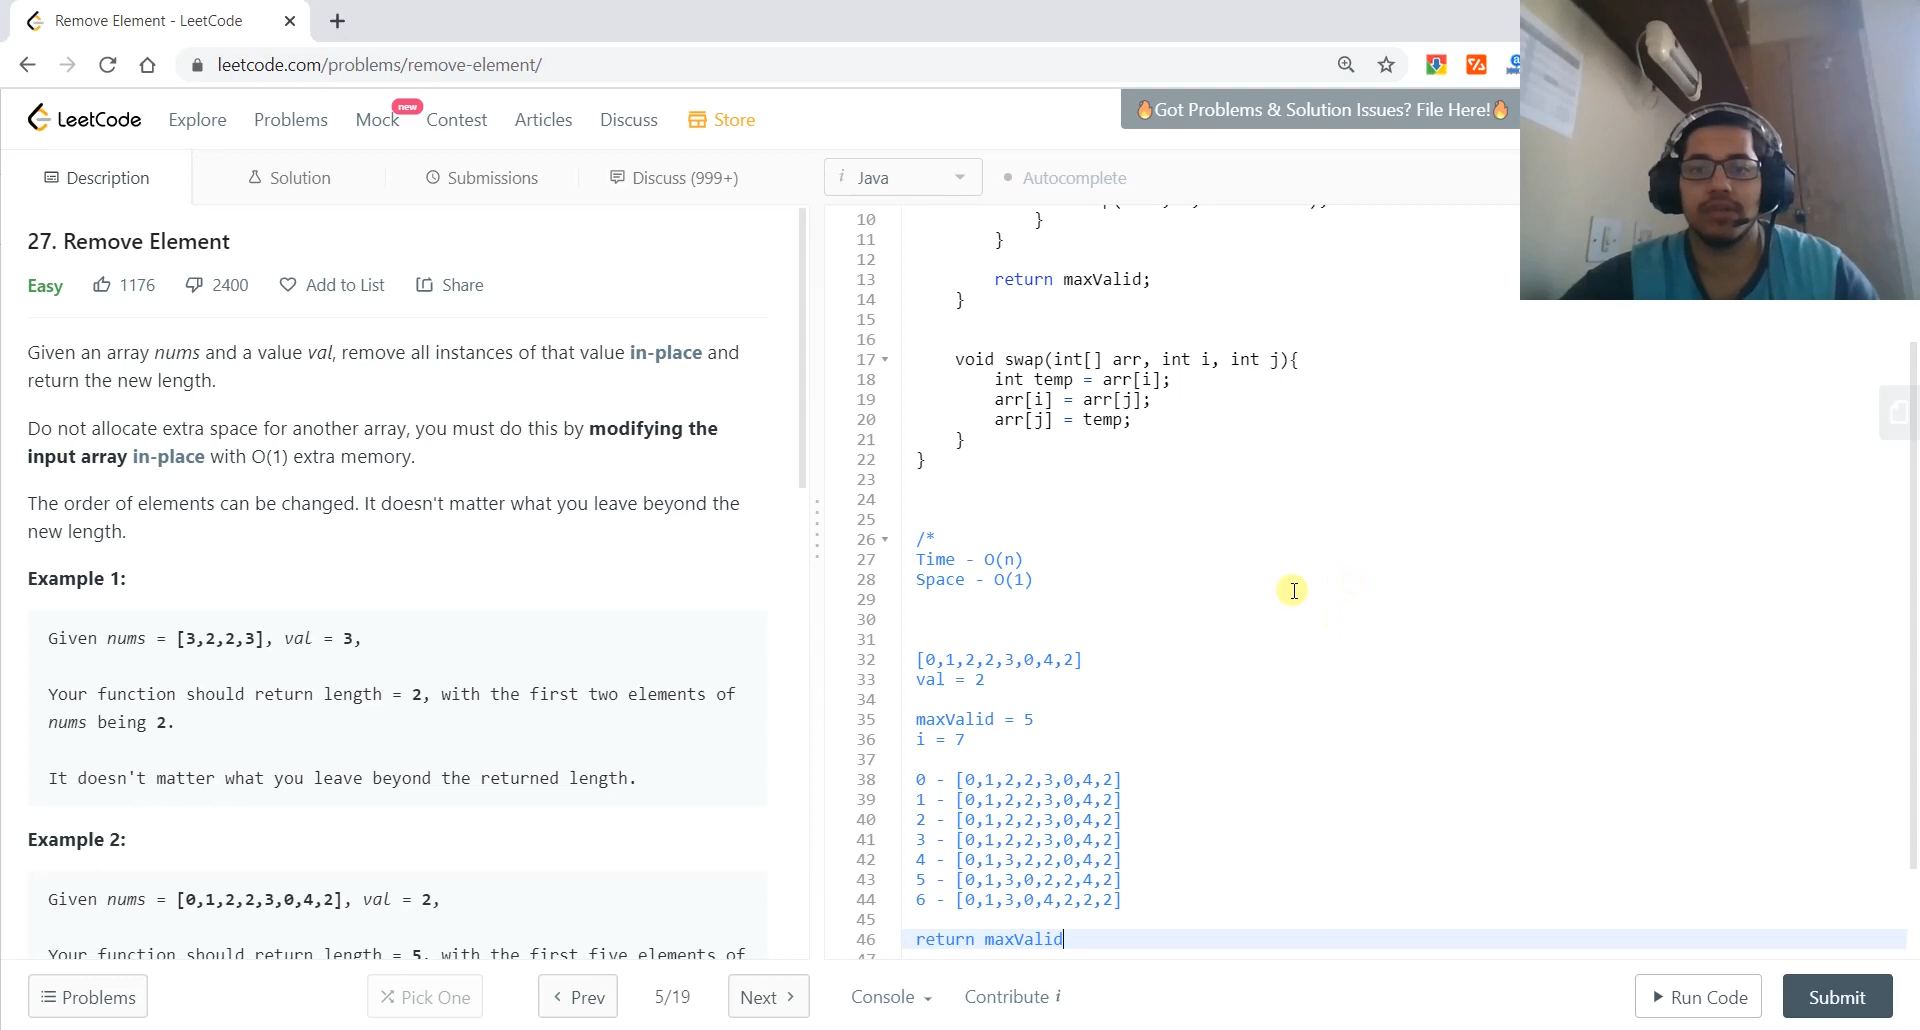 Remove Element - LeetCode
leetcode.com/problems/remove-element/
LeetCode Explore Problems Mock new Contest Articles Discuss Store
🔥Got Problems & Solution Issues? File Here!🔥
Description Solution Submissions Discuss (999+)
i Java Autocomplete
27. Remove Element
Easy 1176 2400 Add to List Share
Given an array nums and a value val, remove all instances of that value in-place and
return the new length.
Do not allocate extra space for another array, you must do this by modifying the
input array in-place with O(1) extra memory.
The order of elements can be changed. It doesn't matter what you leave beyond the
new length.
Example 1:
Given nums = [3,2,2,3], val = 3,
Your function should return length = 2, with the first two elements of
nums being 2.
It doesn't matter what you leave beyond the returned length.
Example 2:
Given nums = [0,1,2,2,3,0,4,2], val = 2,
Your function should return length = 5, with the first five elements of
10 }
11 }
12
13 return maxValid;
14 }
15
16
17 void swap(int[] arr, int i, int j){
18 int temp = arr[i];
19 arr[i] = arr[j];
20 arr[j] = temp;
21 }
22 }
23
24
25
26 /*
27 Time - O(n)
28 Space - O(1)
29
30
31
32 [0,1,2,2,3,0,4,2]
33 val = 2
34
35 maxValid = 5
36 i = 7
37
38 0 - [0,1,2,2,3,0,4,2]
39 1 - [0,1,2,2,3,0,4,2]
40 2 - [0,1,2,2,3,0,4,2]
41 3 - [0,1,2,2,3,0,4,2]
42 4 - [0,1,3,2,2,0,4,2]
43 5 - [0,1,3,0,2,2,4,2]
44 6 - [0,1,3,0,4,2,2,2]
45
46 return maxValid
47
Problems Pick One Prev 5/19 Next Console Contribute i Run Code Submit